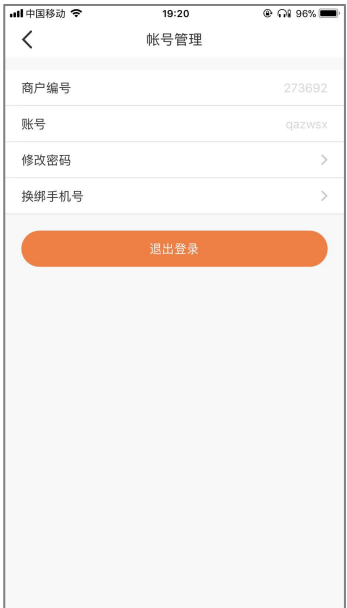 中国移动 19:20 96%
帐号管理
商户编号 273692
账号 qazwsx
修改密码
换绑手机号
退出登录